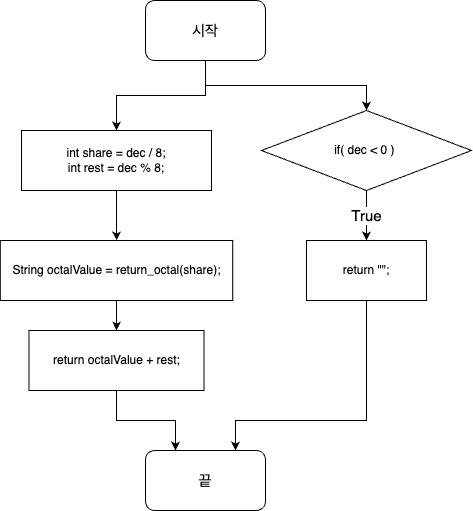 시작
int share = dec / 8;
int rest = dec % 8;
if( dec < 0 )
True
String octalValue = return_octal(share);
return "";
return octalValue + rest;
끝